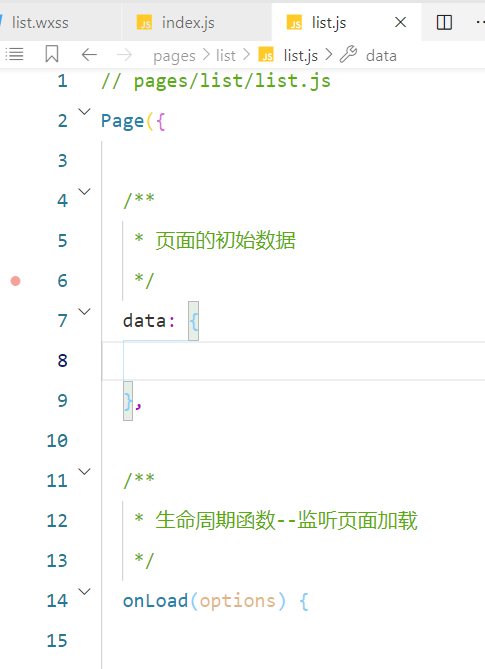 list.wxss JS index.js JS list.js
pages > list > JS list.js > data
1 // pages/list/list.js
2 Page({
3
4 /**
5 * 页面的初始数据
6 */
7 data: {
8
9 },
10
11 /**
12 * 生命周期函数--监听页面加载
13 */
14 onLoad(options) {
15